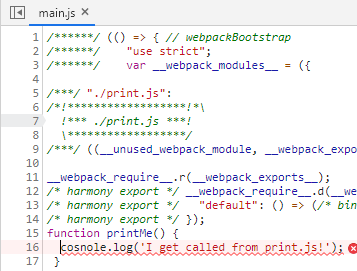 main.js ×
1 /******/ (() => { // webpackBootstrap
2 /******/ 	"use strict";
3 /******/ 	var __webpack_modules__ = ({
4
5 /***/ "./print.js":
6 /*!******************!*\
7   !*** ./print.js ***!
8   \******************/
9 /***/ ((__unused_webpack_module, __webpack_expo
10
11 __webpack_require__.r(__webpack_exports__);
12 /* harmony export */ __webpack_require__.d(__we
13 /* harmony export */   "default": () => (/* bin
14 /* harmony export */ });
15 function printMe() {
16   cosnole.log('I get called from print.js!');
17 }